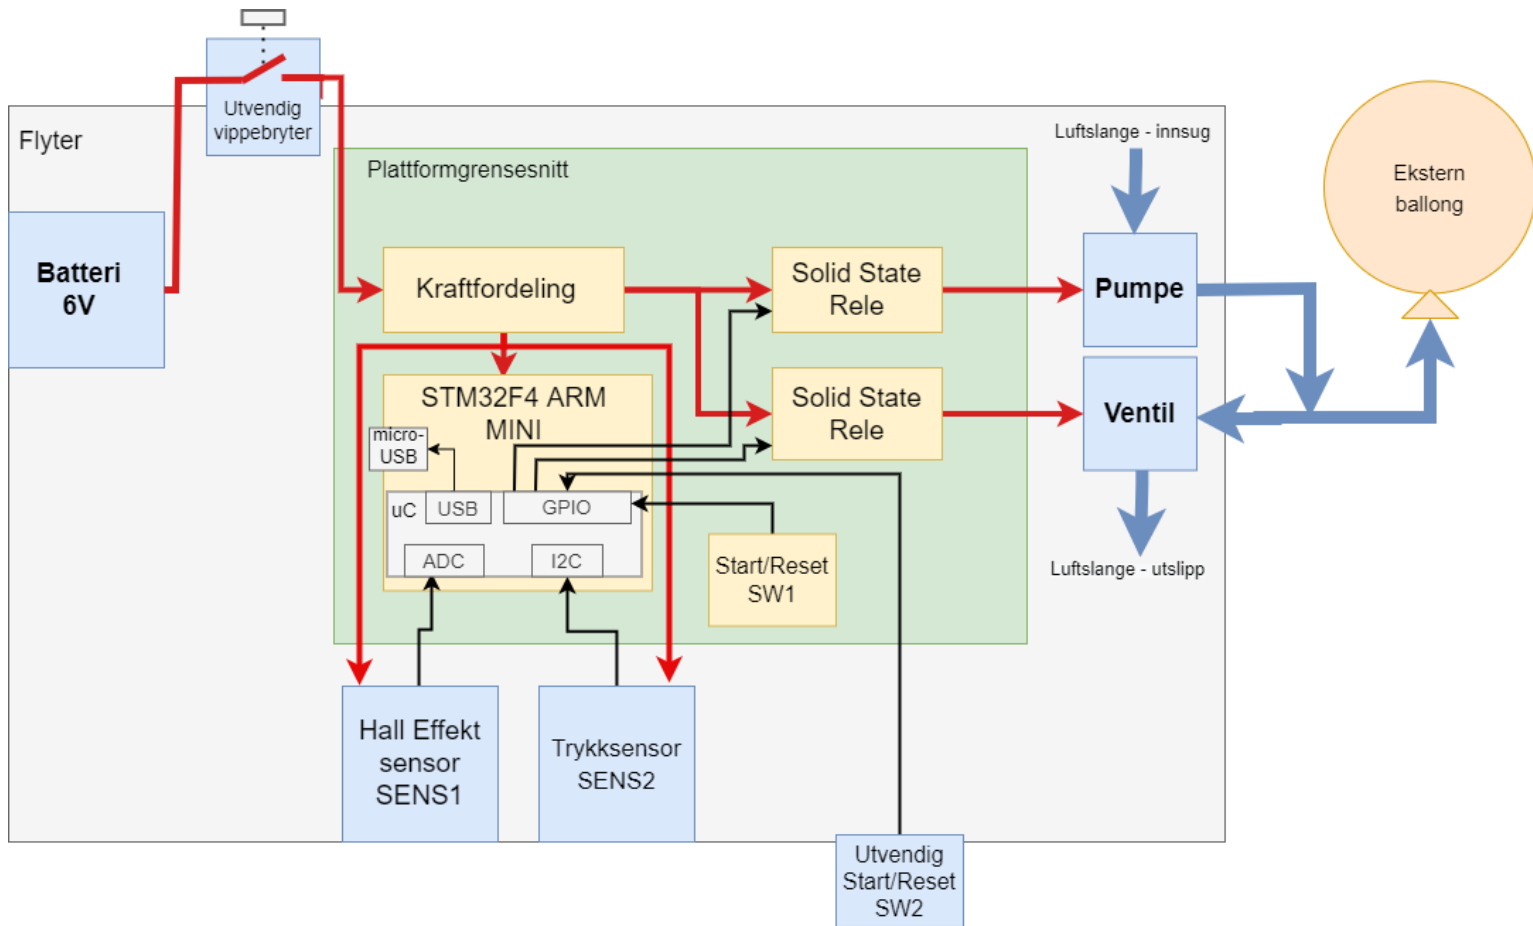 Utvendig
vippebryter
Flyter
Plattformgrensesnitt
Luftslange - innsug
Ekstern
ballong
Batteri
6V
Kraftfordeling
Solid State
Rele
Pumpe
STM32F4 ARM
MINI
Solid State
Rele
Ventil
micro-
USB
uC
USB
GPIO
ADC
I2C
Start/Reset
SW1
Luftslange - utslipp
Hall Effekt
sensor
SENS1
Trykksensor
SENS2
Utvendig
Start/Reset
SW2